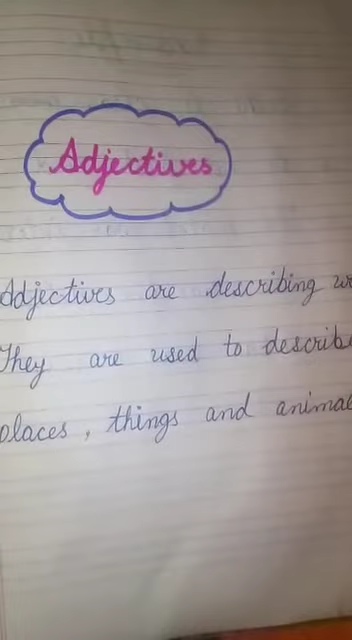 Adjectives
Adjectives are describing
They are used to describe
places, things and